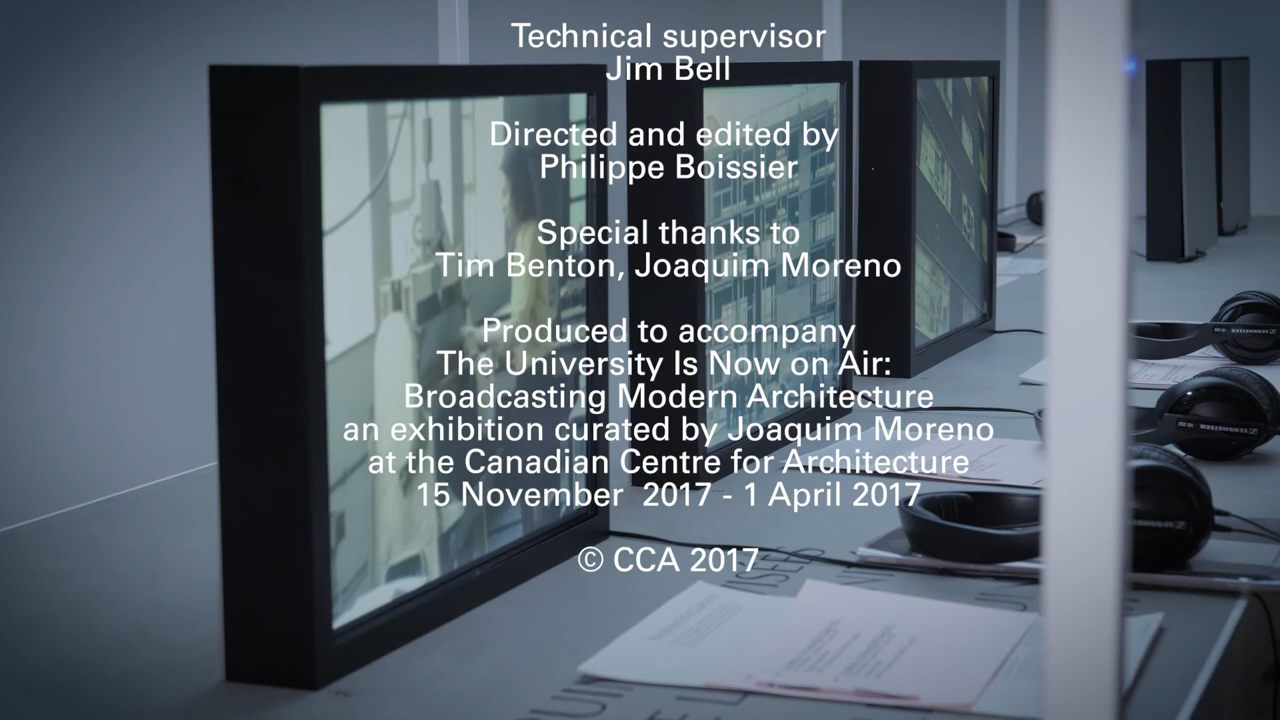 Technical supervisor
Jim Bell
Directed and edited by
Philippe Boissier
Special thanks to
Tim Benton, Joaquim Moreno
Produced to accompany
The University Is Now on Air:
Broadcasting Modern Architecture
an exhibition curated by Joaquim Moreno
at the Canadian Centre for Architecture
15 November  2017 - 1 April 2017
© CCA 2017
SENNHEISER
SENNHEISER